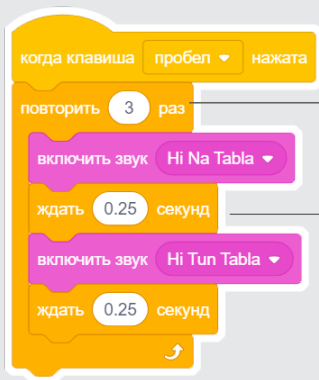 когда клавиша пробел нажата
повторить 3 раз
включить звук Hi Na Tabla
ждать 0.25 секунд
включить звук Hi Tun Tabla
ждать 0.25 секунд